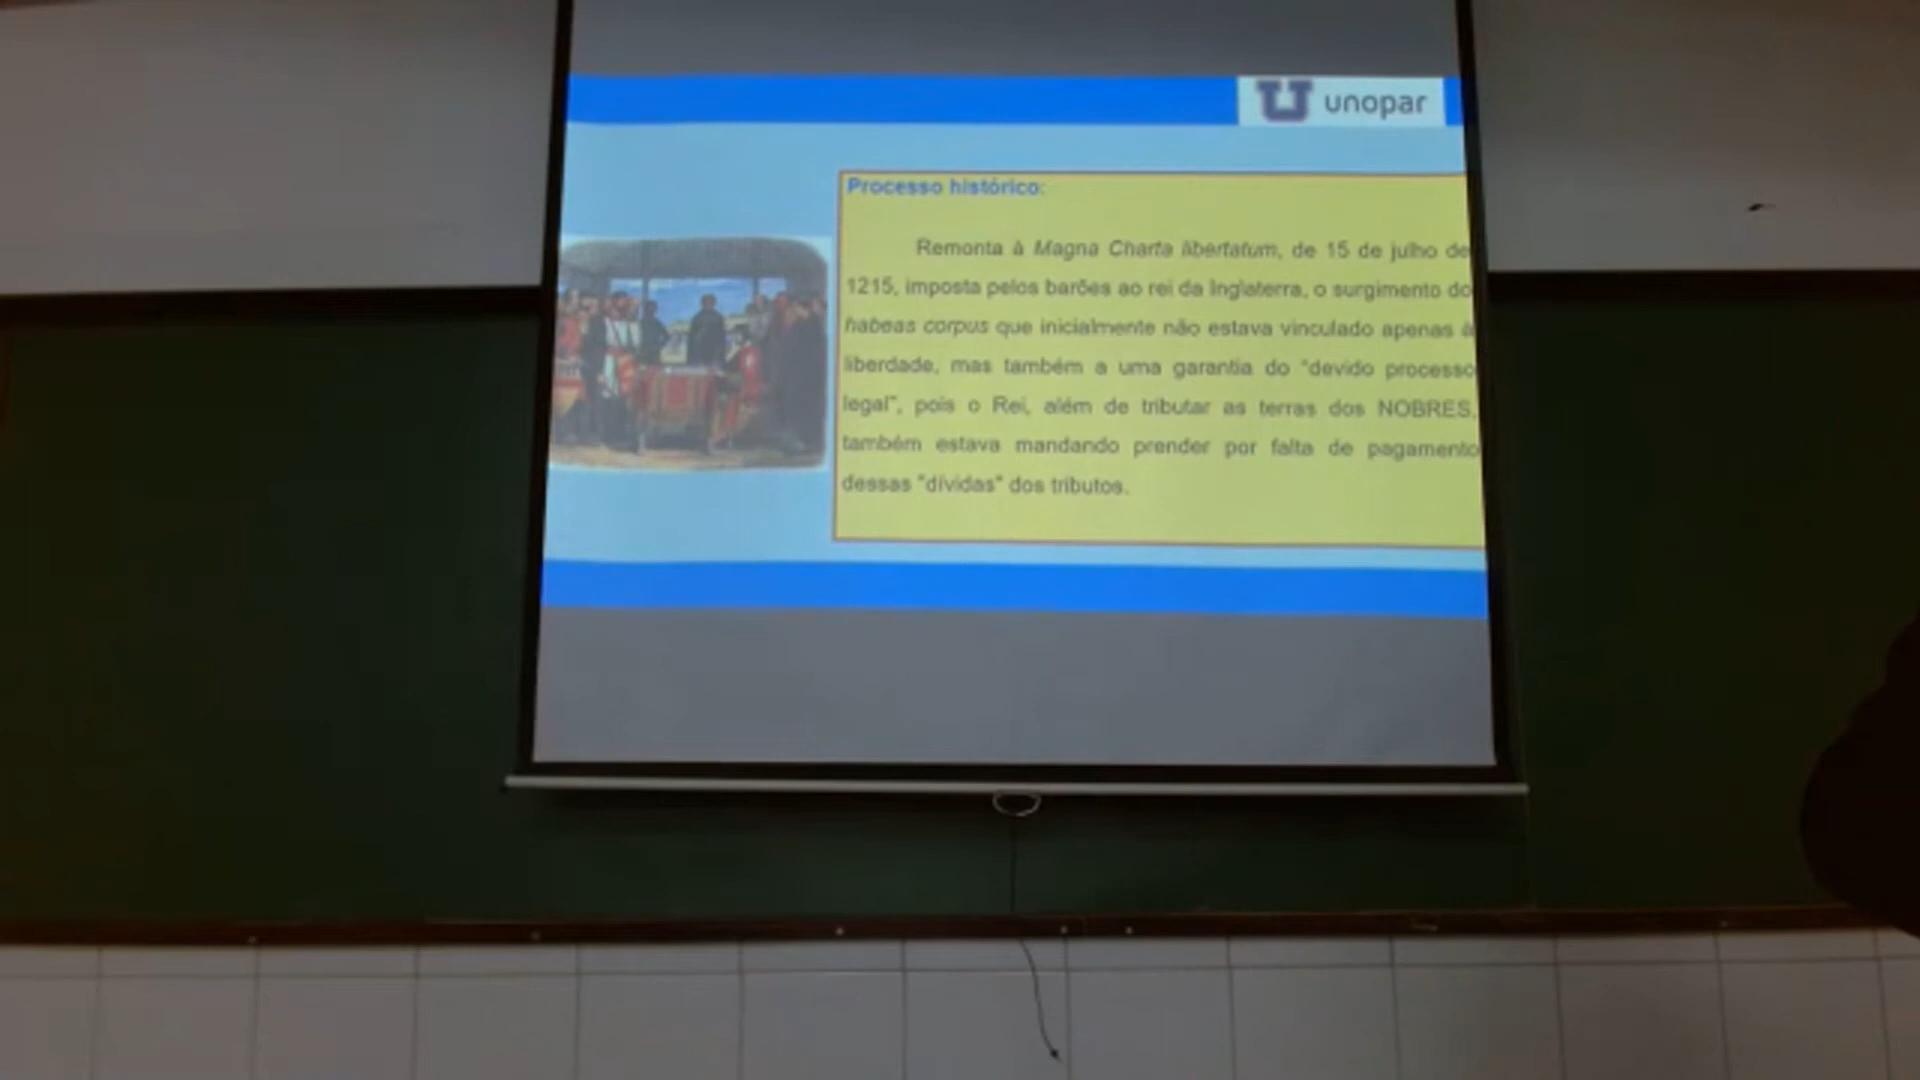 unopar
Processo histórico:
Remonta à Magna Charta libertatum, de 15 de julho de
1215, imposta pelos barões ao rei da Inglaterra, o surgimento do
habeas corpus que inicialmente não estava vinculado apenas à
liberdade, mas também a uma garantia do "devido processo
legal", pois o Rei, além de tributar as terras dos NOBRES,
também estava mandando prender por falta de pagamento
dessas "dívidas" dos tributos.